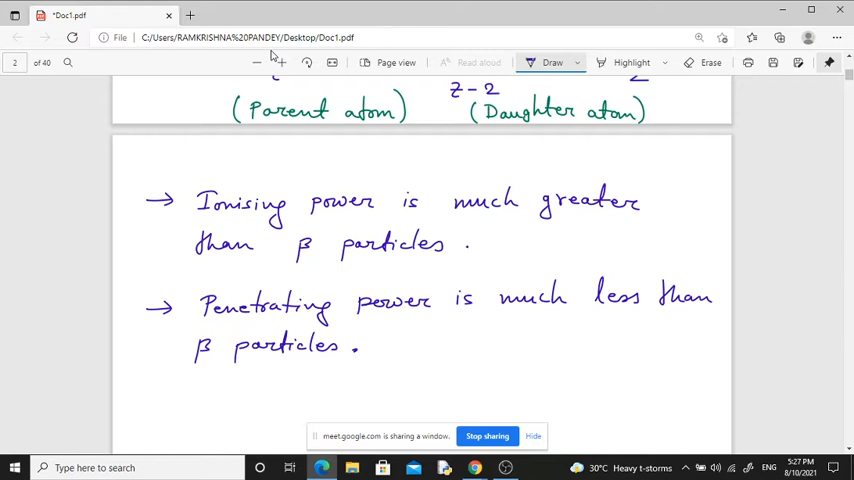 *Doc1.pdf
File
C:/Users/RAMKRISHNA%20PANDEY/Desktop/Doc1.pdf
2 of 40
Page view
Read aloud
Draw
Highlight
Erase
Z-2
(Parent atom) (Daughter atom)
→ Ionising power is much greater
than β particles.
→ Penetrating power is much less than
β particles.
meet.google.com is sharing a window. Stop sharing Hide
Type here to search
30°C Heavy t-storms
ENG
5:27 PM
8/10/2021